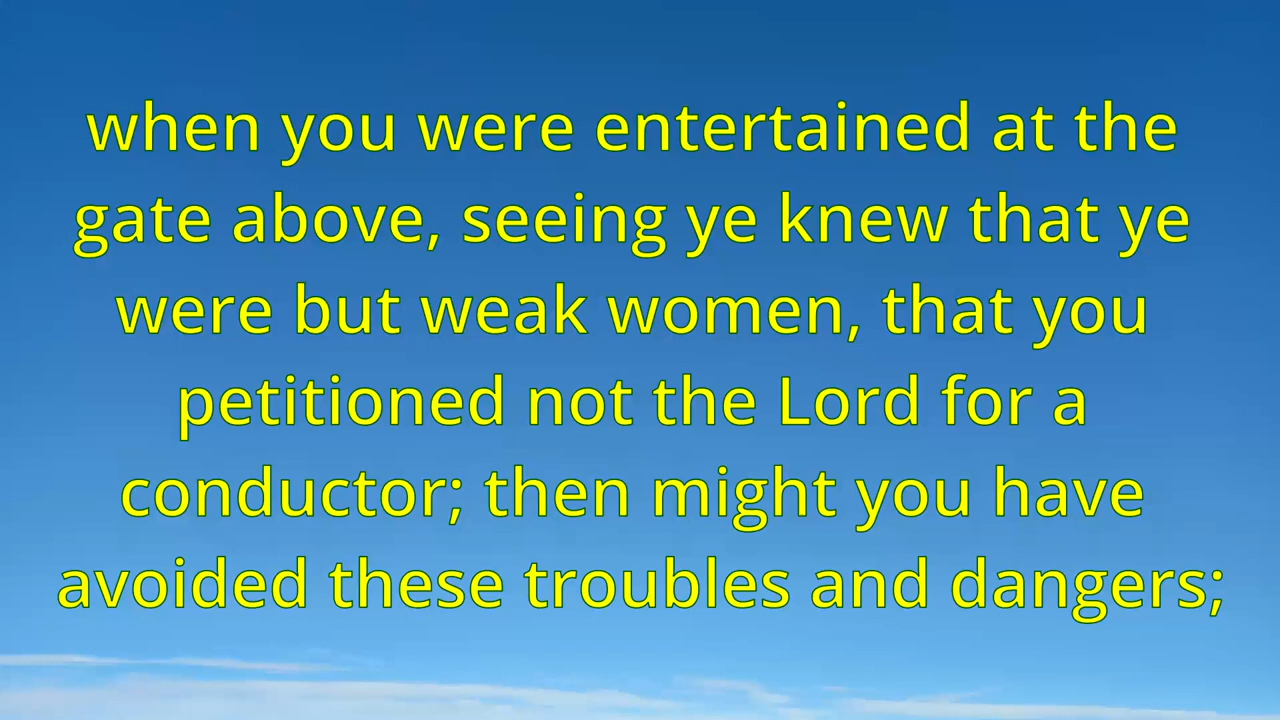 when you were entertained at the
gate above, seeing ye knew that ye
were but weak women, that you
petitioned not the Lord for a
conductor; then might you have
avoided these troubles and dangers;